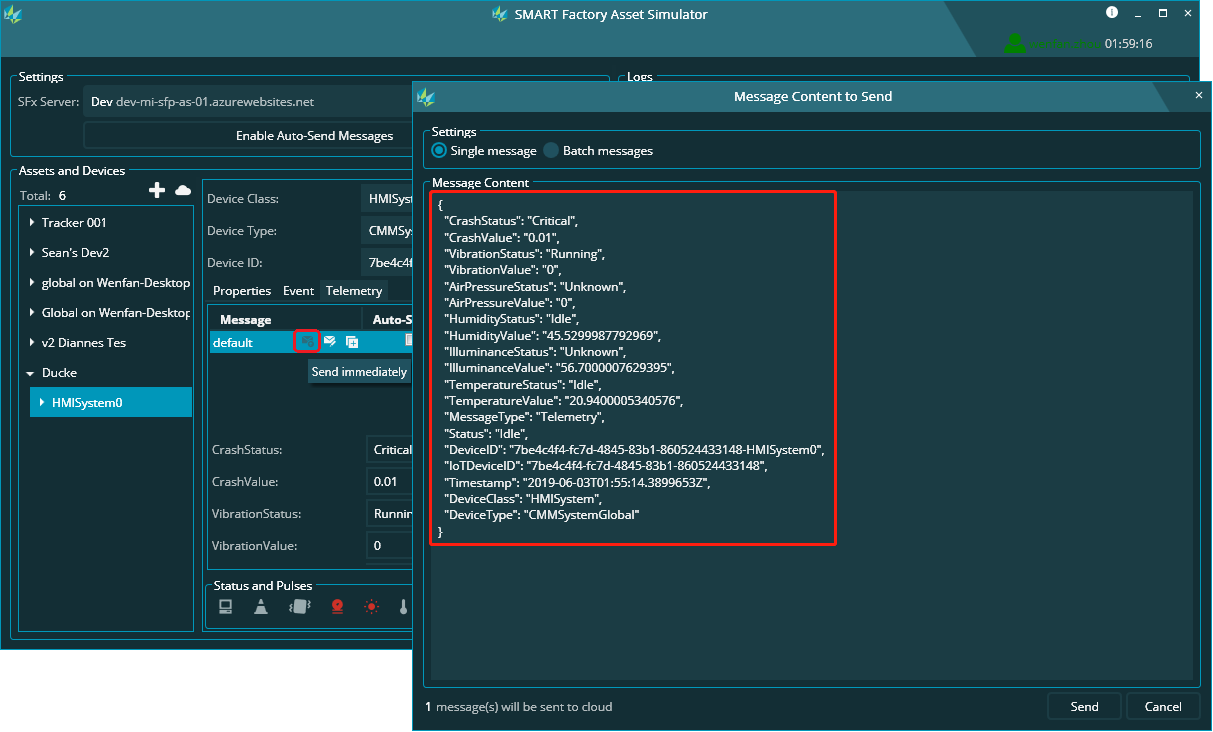 SMART Factory Asset Simulator
01:59:16
Settings
Logs
SFx Server:
Dev dev-mi-sfp-as-01.azurewebsites.net
Enable Auto-Send Messages
Assets and Devices
Total: 6
Tracker 001
Sean's Dev2
global on Wenfan-Desktop
Global on Wenfan-Desktop
v2 Diannes Tes
Ducke
HMISystem0
Device Class:
HMISyst
Device Type:
CMMSy
Device ID:
7be4c4f
Properties Event Telemetry
Message Auto-S
default
Send immediately
CrashStatus: Critical
CrashValue: 0.01
VibrationStatus: Runnin
VibrationValue: 0
Status and Pulses
Message Content to Send
Settings
Single message Batch messages
Message Content
{
"CrashStatus": "Critical",
"CrashValue": "0.01",
"VibrationStatus": "Running",
"VibrationValue": "0",
"AirPressureStatus": "Unknown",
"AirPressureValue": "0",
"HumidityStatus": "Idle",
"HumidityValue": "45.5299987792969",
"IlluminanceStatus": "Unknown",
"IlluminanceValue": "56.7000007629395",
"TemperatureStatus": "Idle",
"TemperatureValue": "20.9400005340576",
"MessageType": "Telemetry",
"Status": "Idle",
"DeviceID": "7be4c4f4-fc7d-4845-83b1-860524433148-HMISystem0",
"IoTDeviceID": "7be4c4f4-fc7d-4845-83b1-860524433148",
"Timestamp": "2019-06-03T01:55:14.3899653Z",
"DeviceClass": "HMISystem",
"DeviceType": "CMMSystemGlobal"
}
1 message(s) will be sent to cloud
Send
Cancel